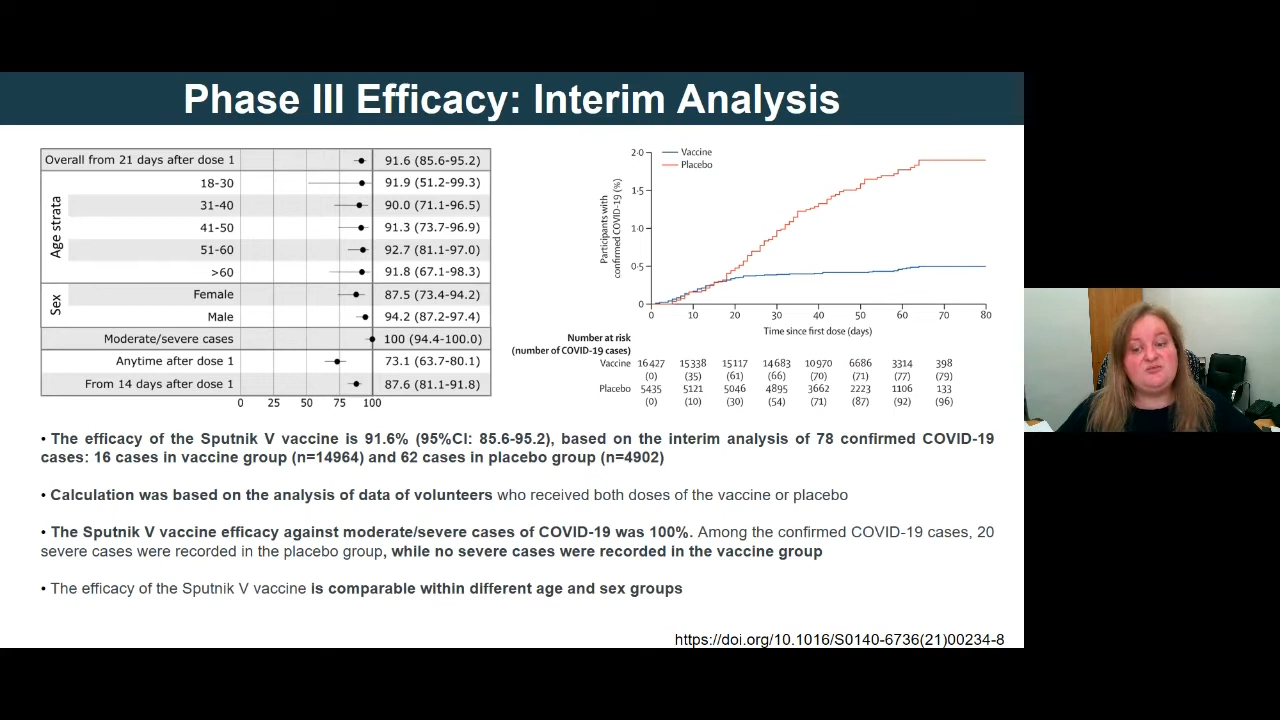 Phase III Efficacy: Interim Analysis
Overall from 21 days after dose 1 91.6 (85.6-95.2)
Age strata
18-30 91.9 (51.2-99.3)
31-40 90.0 (71.1-96.5)
41-50 91.3 (73.7-96.9)
51-60 92.7 (81.1-97.0)
>60 91.8 (67.1-98.3)
Sex
Female 87.5 (73.4-94.2)
Male 94.2 (87.2-97.4)
Moderate/severe cases 100 (94.4-100.0)
Anytime after dose 1 73.1 (63.7-80.1)
From 14 days after dose 1 87.6 (81.1-91.8)
0 25 50 75 100
Vaccine
Placebo
Participants with
confirmed COVID-19 (%)
2·0
1·5
1·0
0·5
0
0 10 20 30 40 50 60 70 80
Time since first dose (days)
Number at risk
(number of COVID-19 cases)
Vaccine 16427 15338 15117 14683 10970 6686 3314 398
(0) (35) (61) (66) (70) (71) (77) (79)
Placebo 5435 5121 5046 4895 3662 2223 1106 133
(0) (10) (30) (54) (71) (87) (92) (96)
• The efficacy of the Sputnik V vaccine is 91.6% (95%CI: 85.6-95.2), based on the interim analysis of 78 confirmed COVID-19
cases: 16 cases in vaccine group (n=14964) and 62 cases in placebo group (n=4902)
• Calculation was based on the analysis of data of volunteers who received both doses of the vaccine or placebo
• The Sputnik V vaccine efficacy against moderate/severe cases of COVID-19 was 100%. Among the confirmed COVID-19 cases, 20
severe cases were recorded in the placebo group, while no severe cases were recorded in the vaccine group
• The efficacy of the Sputnik V vaccine is comparable within different age and sex groups
https://doi.org/10.1016/S0140-6736(21)00234-8